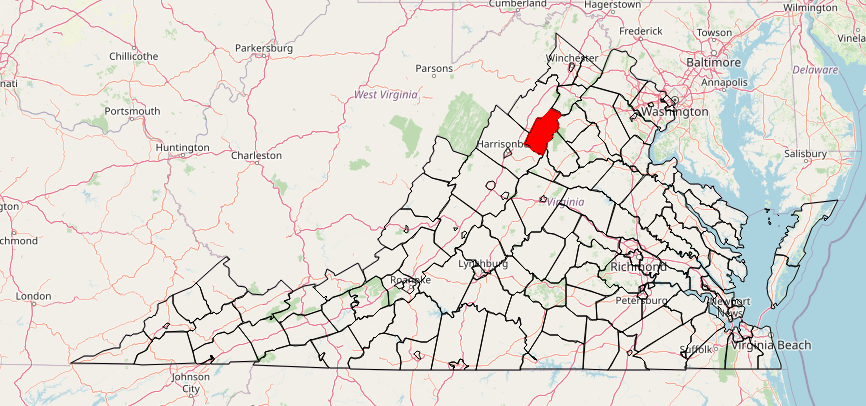 Cumberland
Hagerstown
Wilmington
Frederick
Towson
Vinela
Chillicothe
Parkersburg
Winchester
Baltimore
nati
Parsons
Delaware
Annapolis
West Virginia
Portsmouth
Washington
Huntington
Harrisonb
Charleston
Salisbury
Virginia
ngton
chmond
Lynchburg
Richmond
Roanoke
London
Petersburg
Newport
News
Suffolk
Virginia Beach
Johnson
City